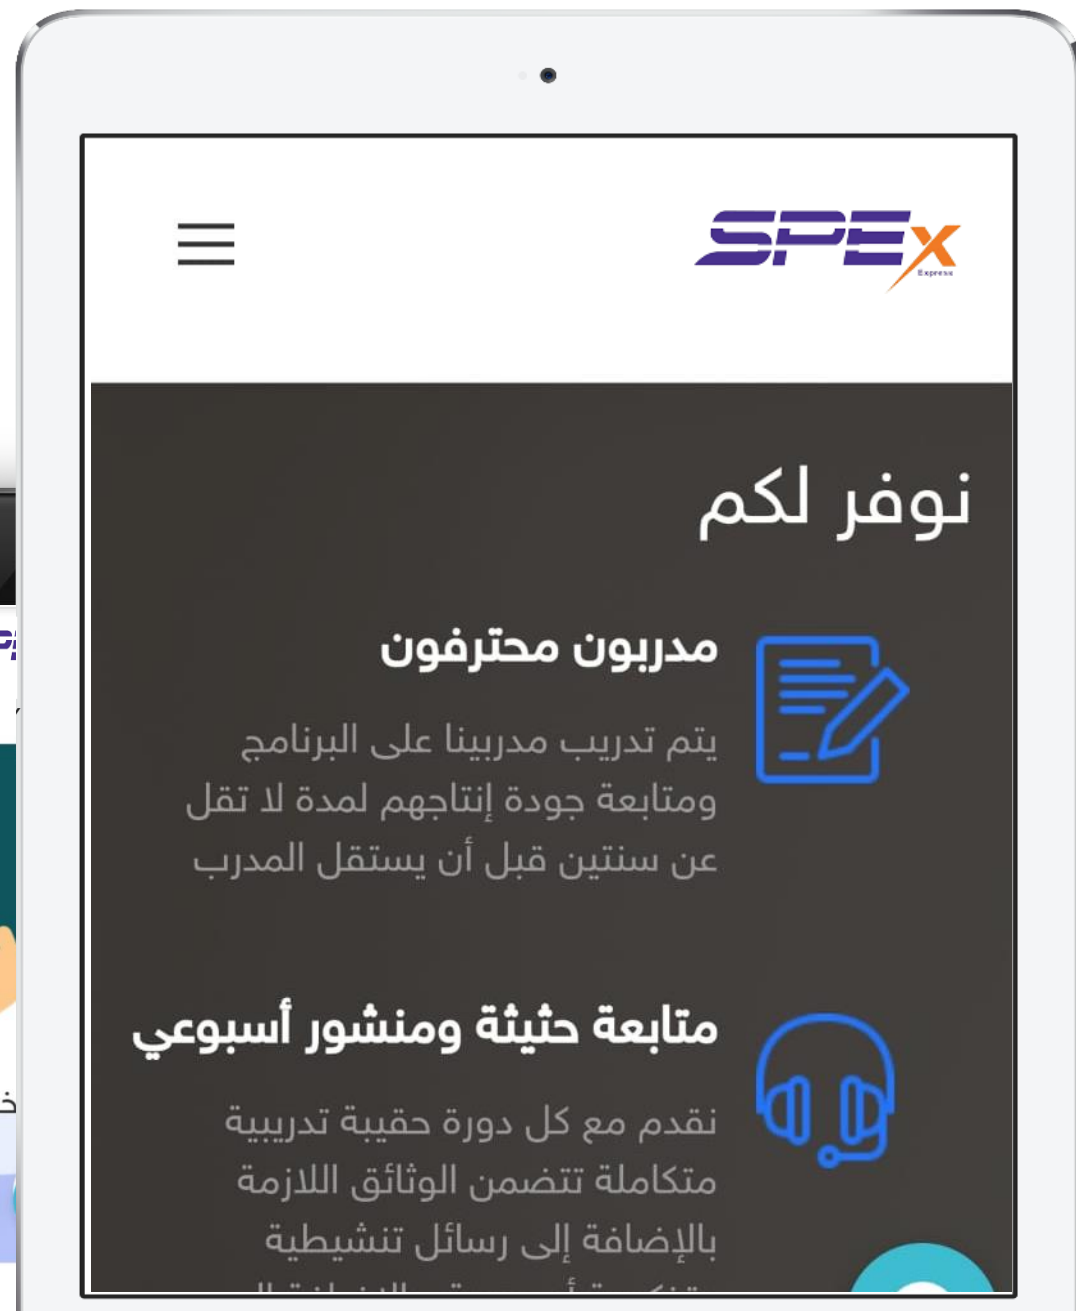 SPEx
Express
نوفر لكم
مدربون محترفون
يتم تدريب مدربينا على البرنامج
ومتابعة جودة إنتاجهم لمدة لا تقل
عن سنتين قبل أن يستقل المدرب
متابعة حثيثة ومنشور أسبوعي
نقدم مع كل دورة حقيبة تدريبية
متكاملة تتضمن الوثائق اللازمة
بالإضافة إلى رسائل تنشيطية